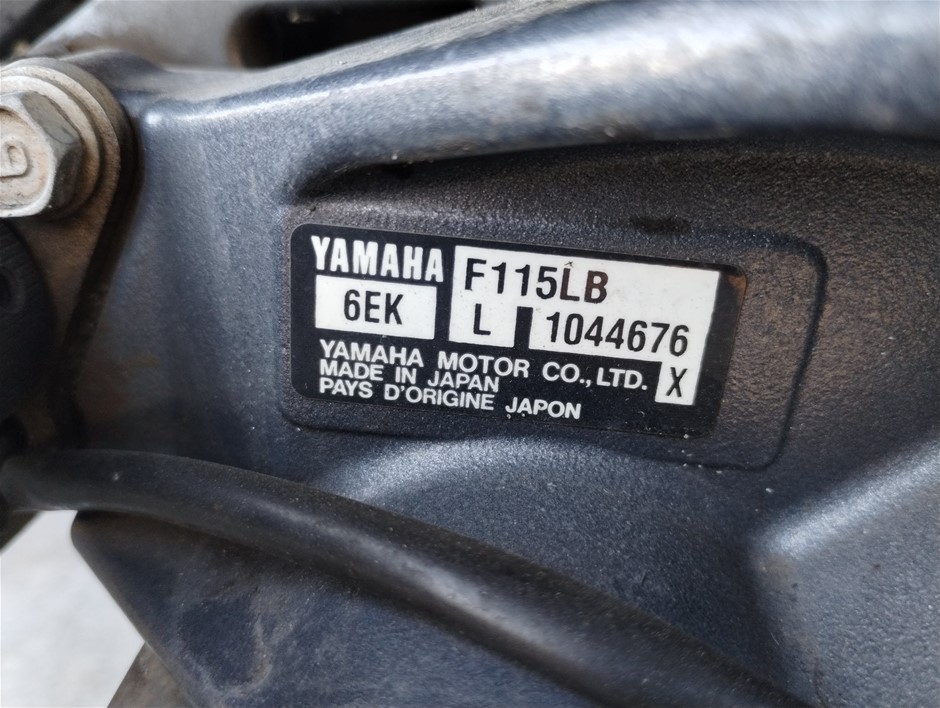 YAMAHA
F115LB
6EK
L
1044676
X
YAMAHA MOTOR CO., LTD.
MADE IN JAPAN
PAYS D'ORIGINE JAPON